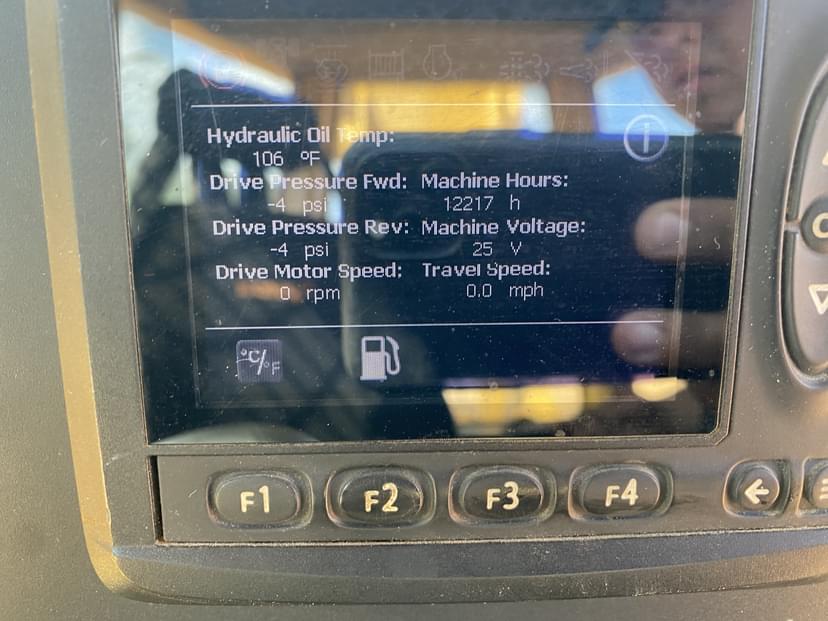 Hydraulic Oil Temp:
106 °F
Drive Pressure Fwd: Machine Hours:
-4 psi 12217 h
Drive Pressure Rev: Machine Voltage:
-4 psi 25 V
Drive Motor Speed: Travel Speed:
0 rpm 0.0 mph
°C/°F
F1 F2 F3 F4